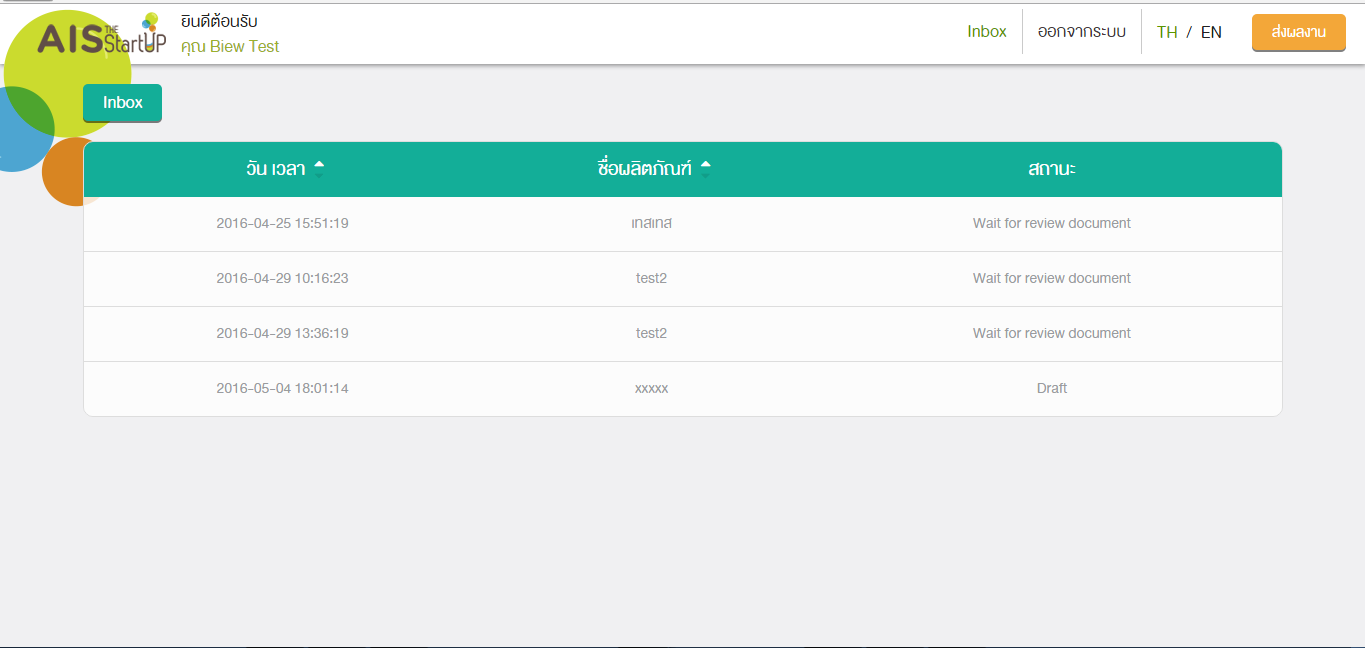 AIS THE StartUP
ยินดีต้อนรับ
คุณ Biew Test
Inbox
ออกจากระบบ
TH / EN
ส่งผลงาน
Inbox
วัน เวลา ชื่อผลิตภัณฑ์ สถานะ
2016-04-25 15:51:19 เทสเทส Wait for review document
2016-04-29 10:16:23 test2 Wait for review document
2016-04-29 13:36:19 test2 Wait for review document
2016-05-04 18:01:14 xxxxx Draft